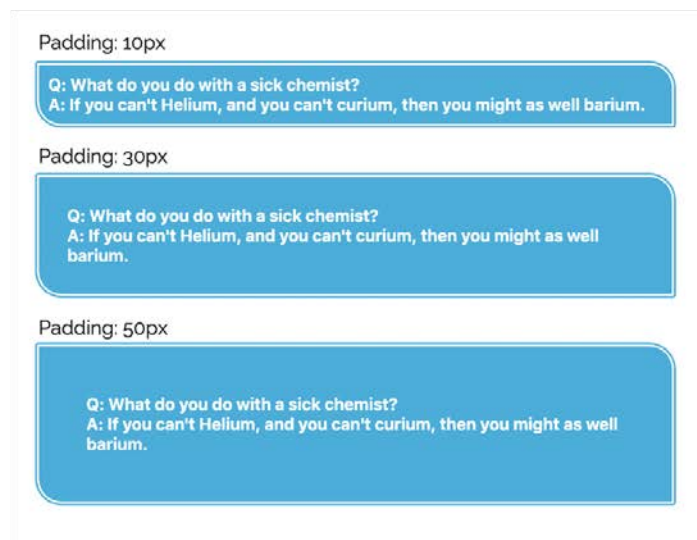 Padding: 10px
Q: What do you do with a sick chemist?
A: If you can't Helium, and you can't curium, then you might as well barium.
Padding: 30px
Q: What do you do with a sick chemist?
A: If you can't Helium, and you can't curium, then you might as well
barium.
Padding: 50px
Q: What do you do with a sick chemist?
A: If you can't Helium, and you can't curium, then you might as well
barium.